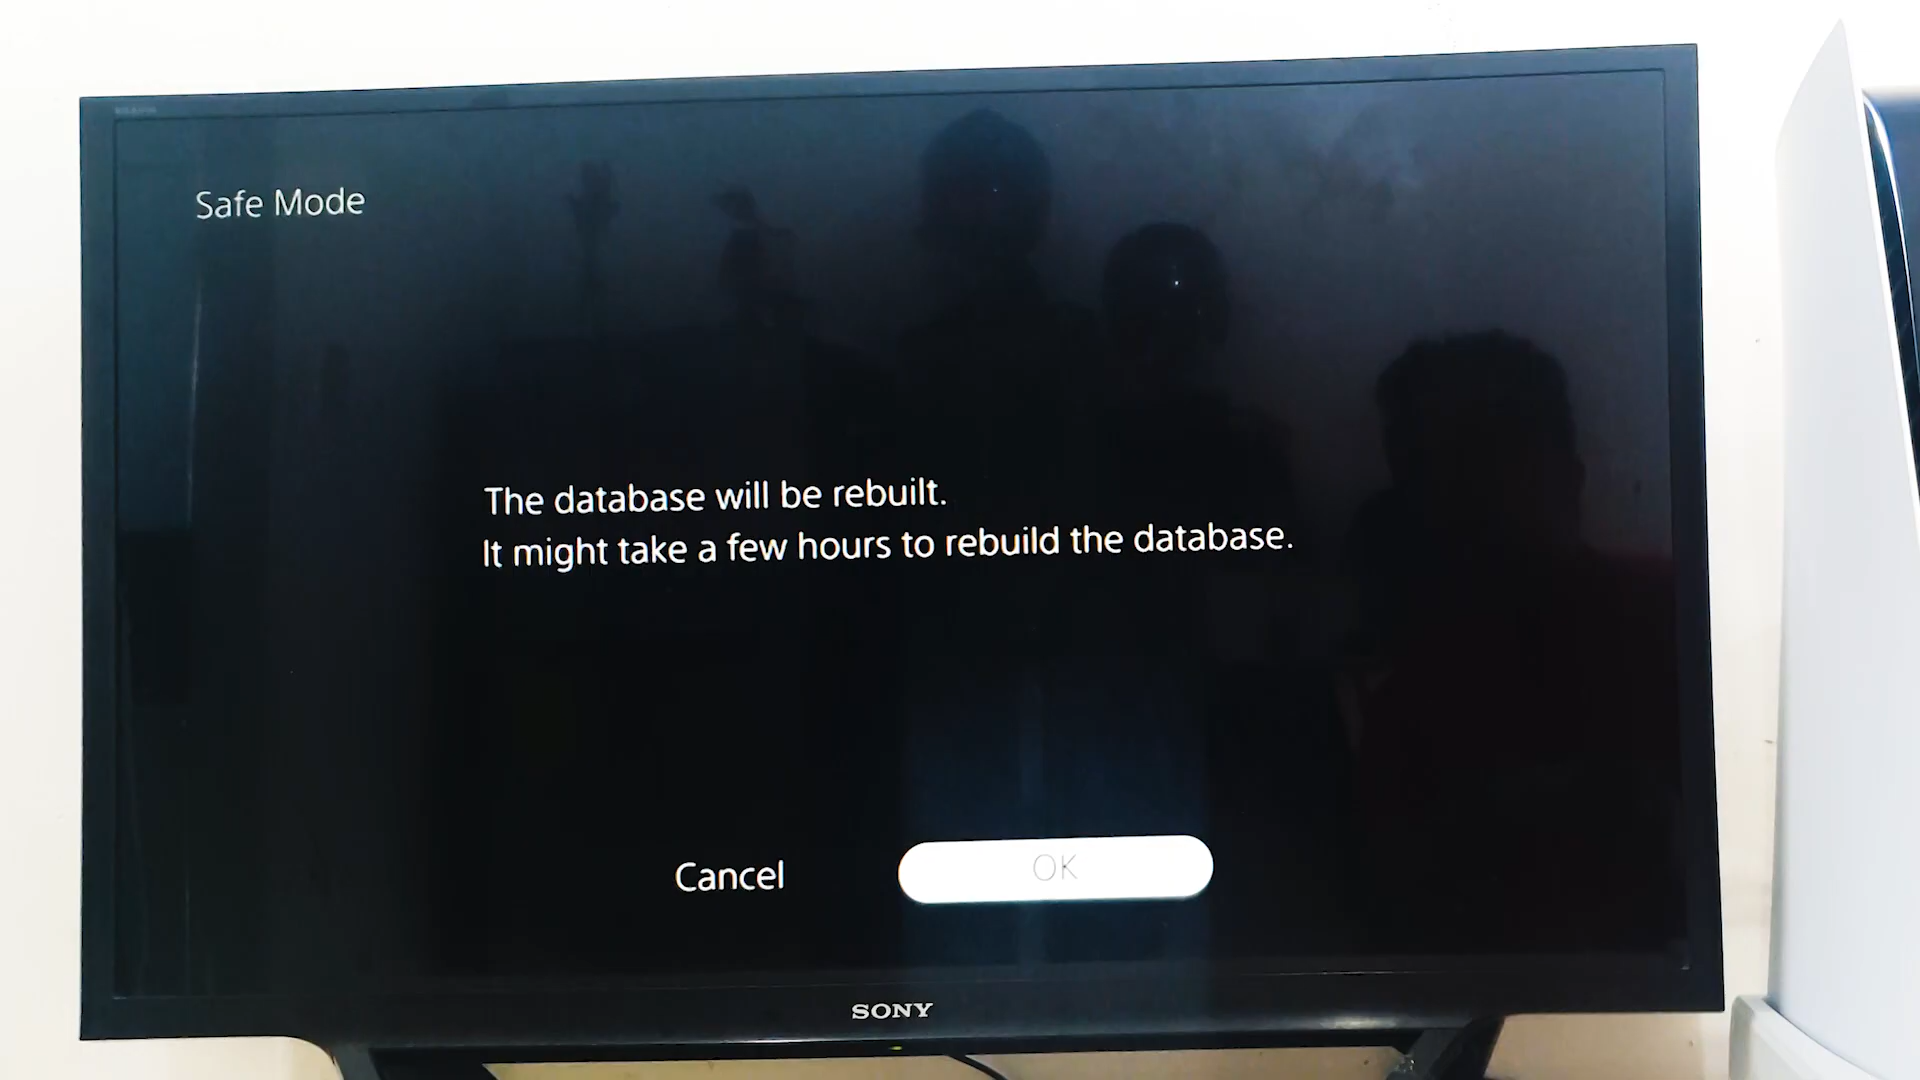 Safe Mode
The database will be rebuilt.
It might take a few hours to rebuild the database.
Cancel
OK
SONY